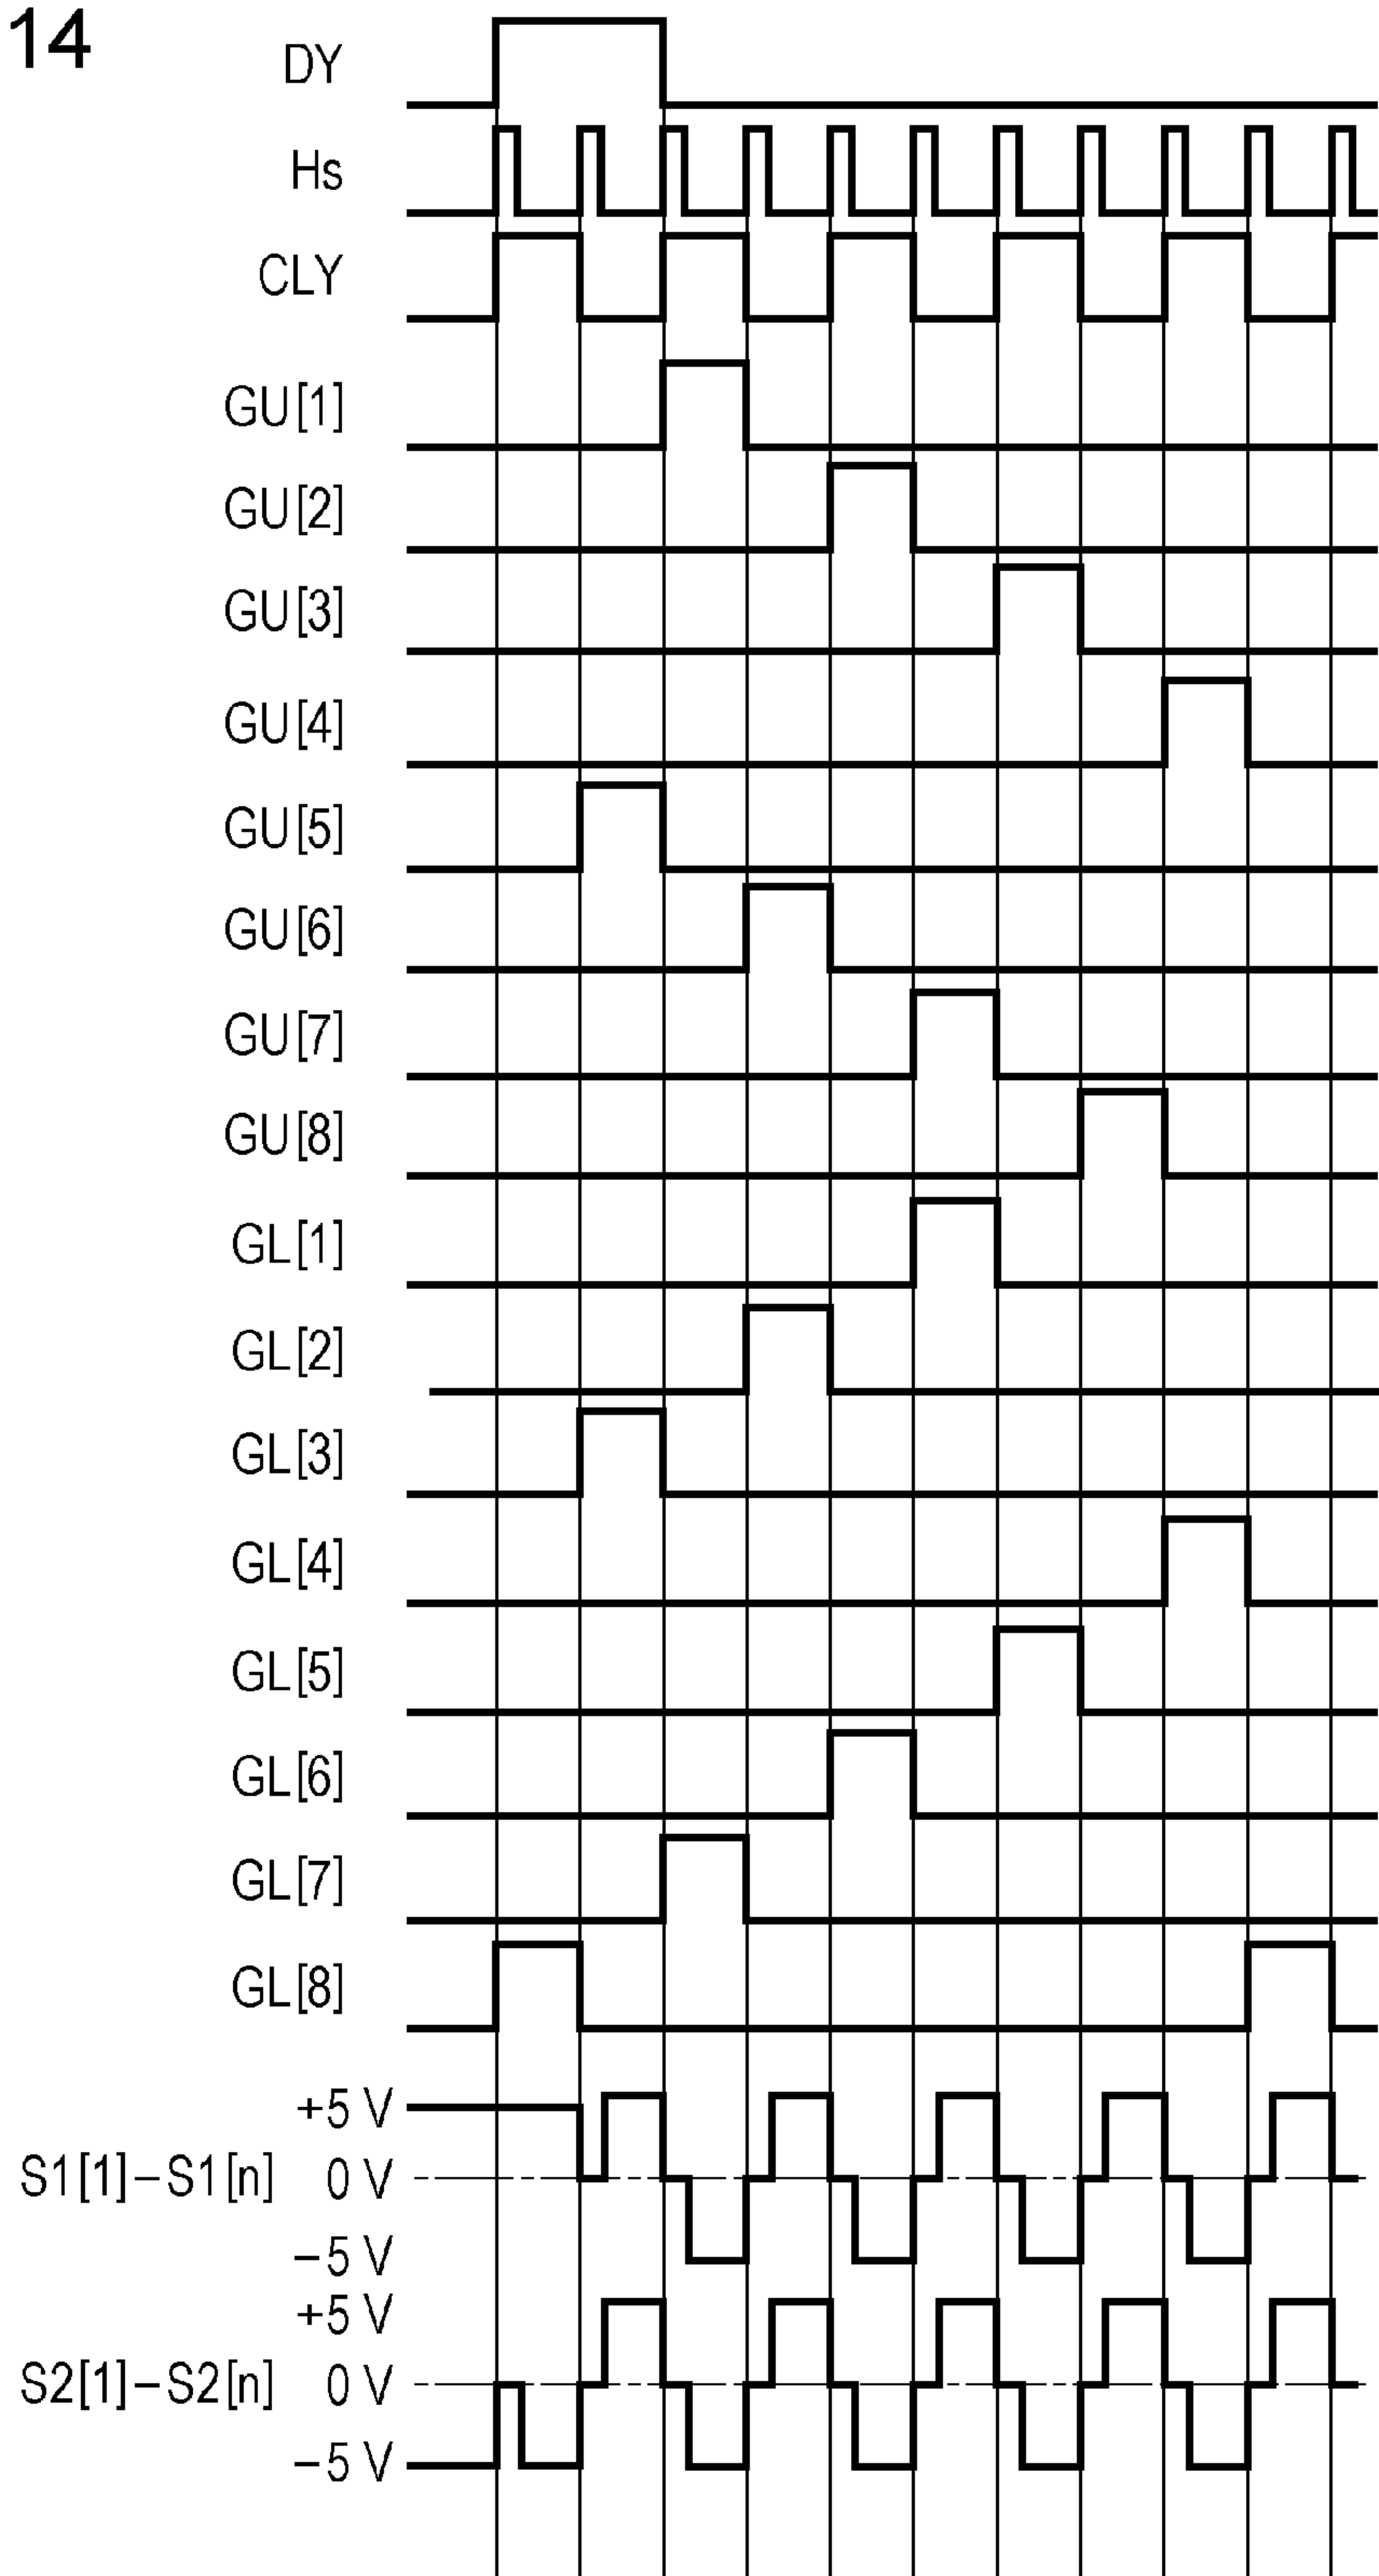 14
DY
Hs
CLY
GU[1]
GU[2]
GU[3]
GU[4]
GU[5]
GU[6]
GU[7]
GU[8]
GL[1]
GL[2]
GL[3]
GL[4]
GL[5]
GL[6]
GL[7]
GL[8]
+5 V
S1[1]−S1[n] 0 V
−5 V
+5 V
S2[1]−S2[n] 0 V
−5 V